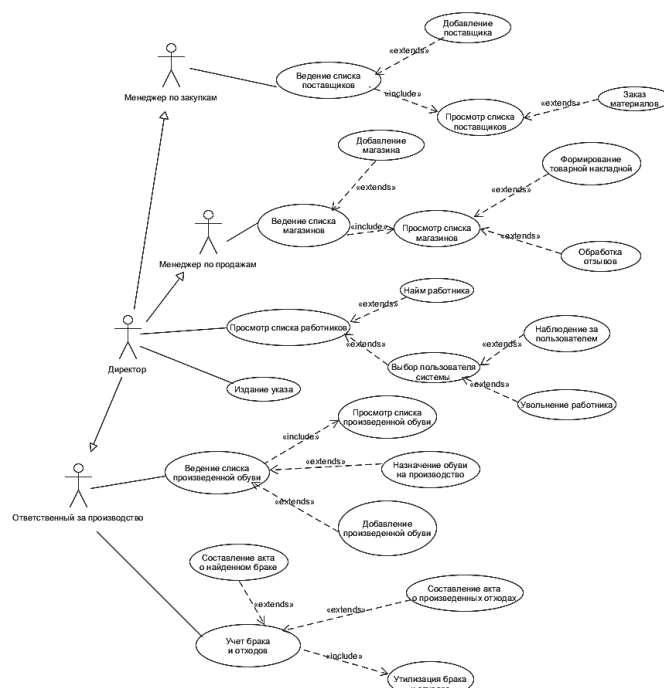 Добавление
поставщика
«extends»
Менеджер по закупкам
Ведение списка
поставщиков
«include»
Просмотр списка
поставщиков
«extends»
Заказ
материалов
Добавление
магазина
«extends»
Менеджер по продажам
Ведение списка
магазинов
«include»
Просмотр списка
магазинов
«extends»
Формирование
товарной накладной
«extends»
Обработка
отзывов
Директор
Просмотр списка работников
«extends»
Найм работника
«extends»
Выбор пользователя
системы
«extends»
Наблюдение за
пользователем
«extends»
Увольнение работника
Издание указа
Ответственный за производство
Ведение списка
произведенной обуви
«include»
Просмотр списка
произведенной обуви
«extends»
Назначение обуви
на производство
«extends»
Добавление
произведенной обуви
Составление акта
о найденном браке
«extends»
Составление акта
о произведенных отходах
«extends»
Учет брака
и отходов
«include»
Утилизация брака